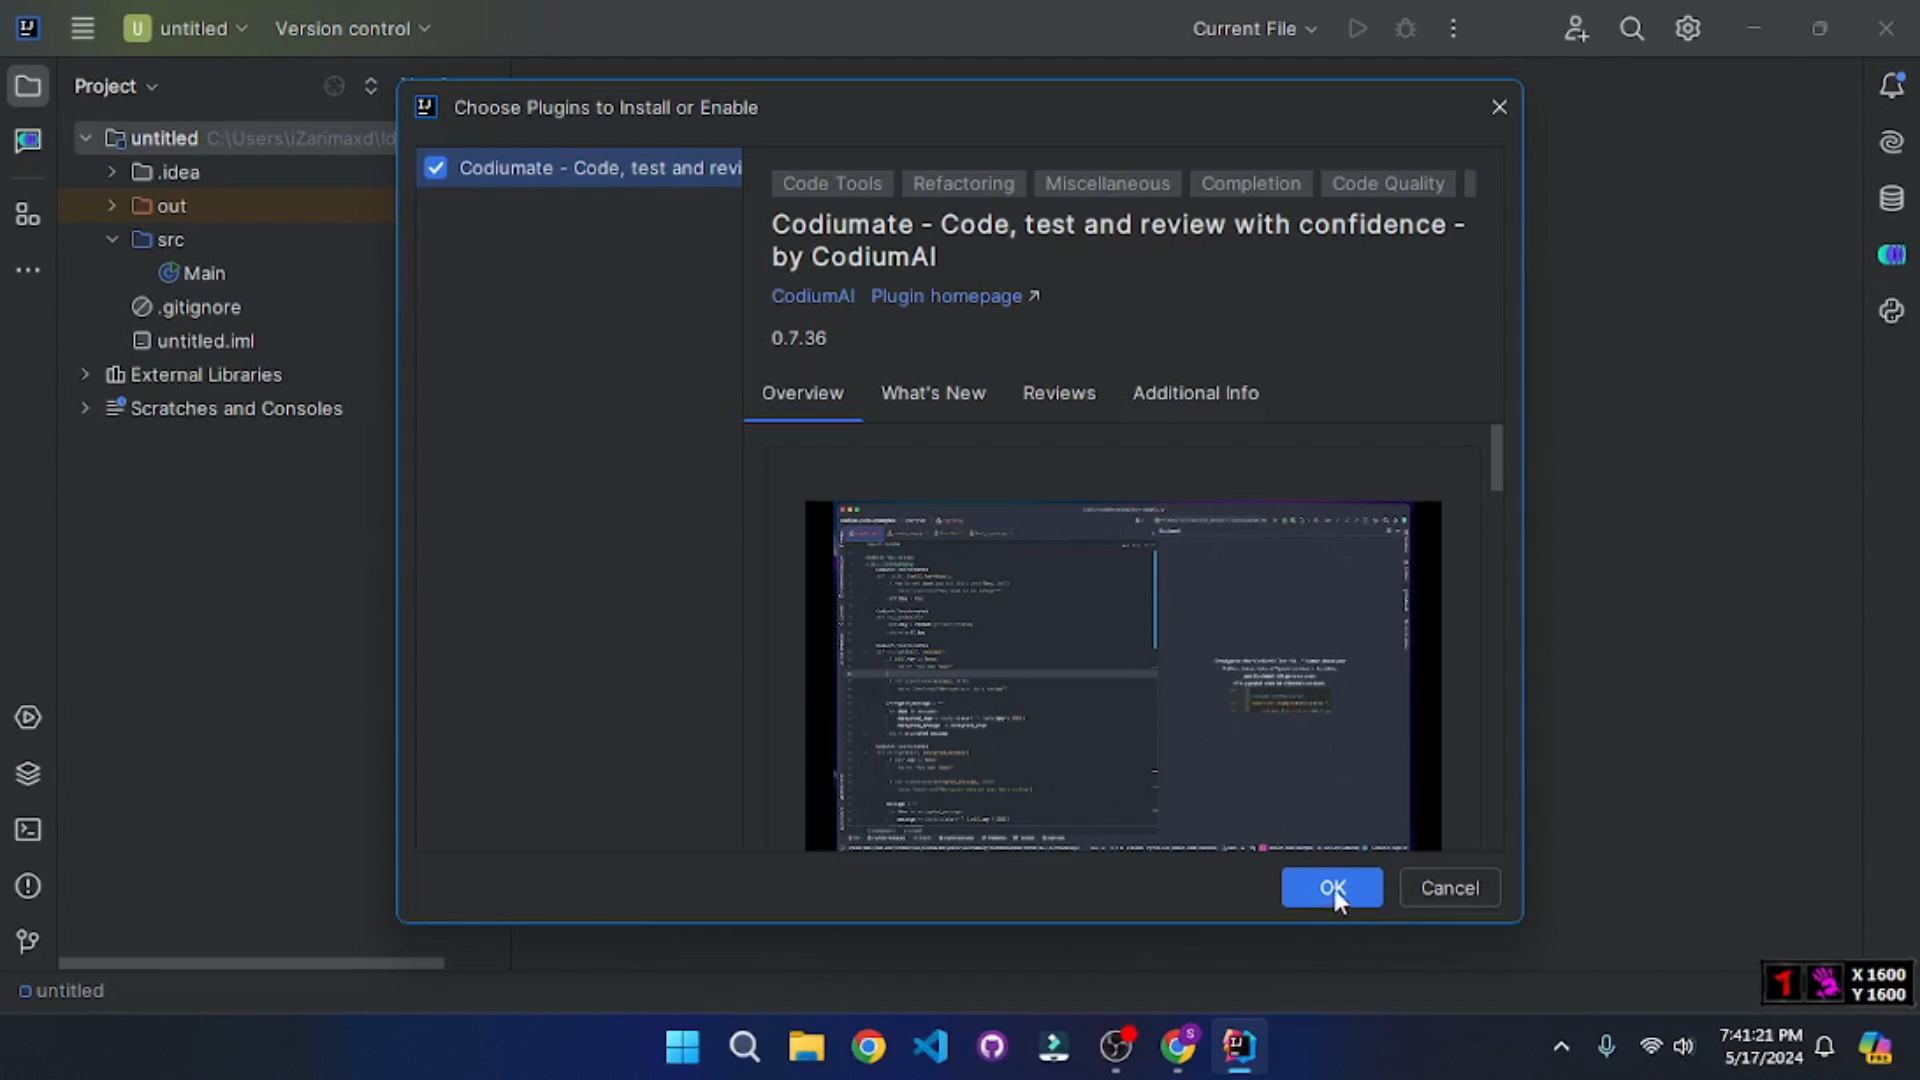 untitled
Version control
Current File
Project
Choose Plugins to Install or Enable
untitled C:\Users\iZarimaxd\Id
Codiumate - Code, test and revi
.idea
Code Tools Refactoring Miscellaneous Completion Code Quality
out
Codiumate - Code, test and review with confidence -
by CodiumAI
src
Main
CodiumAI Plugin homepage ↗
.gitignore
0.7.36
untitled.iml
External Libraries
Overview What's New Reviews Additional Info
Scratches and Consoles
OK Cancel
untitled
X 1600
Y 1600
7:41:21 PM
5/17/2024